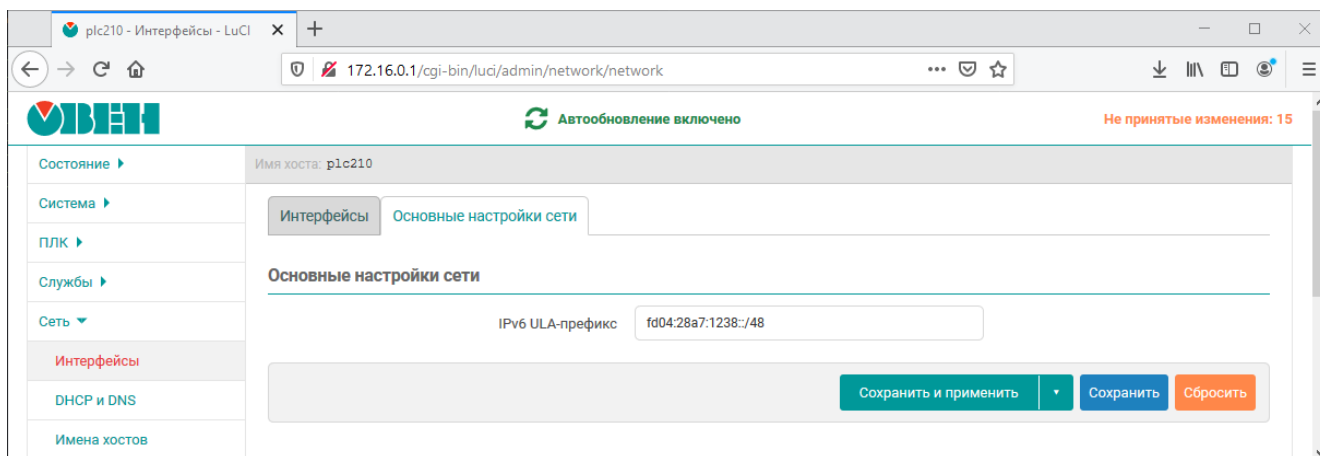 plc210 - Интерфейсы - LuCI
172.16.0.1/cgi-bin/luci/admin/network/network
ОВЕН
Автообновление включено
Не принятые изменения: 15
Состояние
Имя хоста: plc210
Система
Интерфейсы
Основные настройки сети
ПЛК
Службы
Основные настройки сети
Сеть
IPv6 ULA-префикс
fd04:28a7:1238::/48
Интерфейсы
DHCP и DNS
Сохранить и применить
Сохранить
Сбросить
Имена хостов